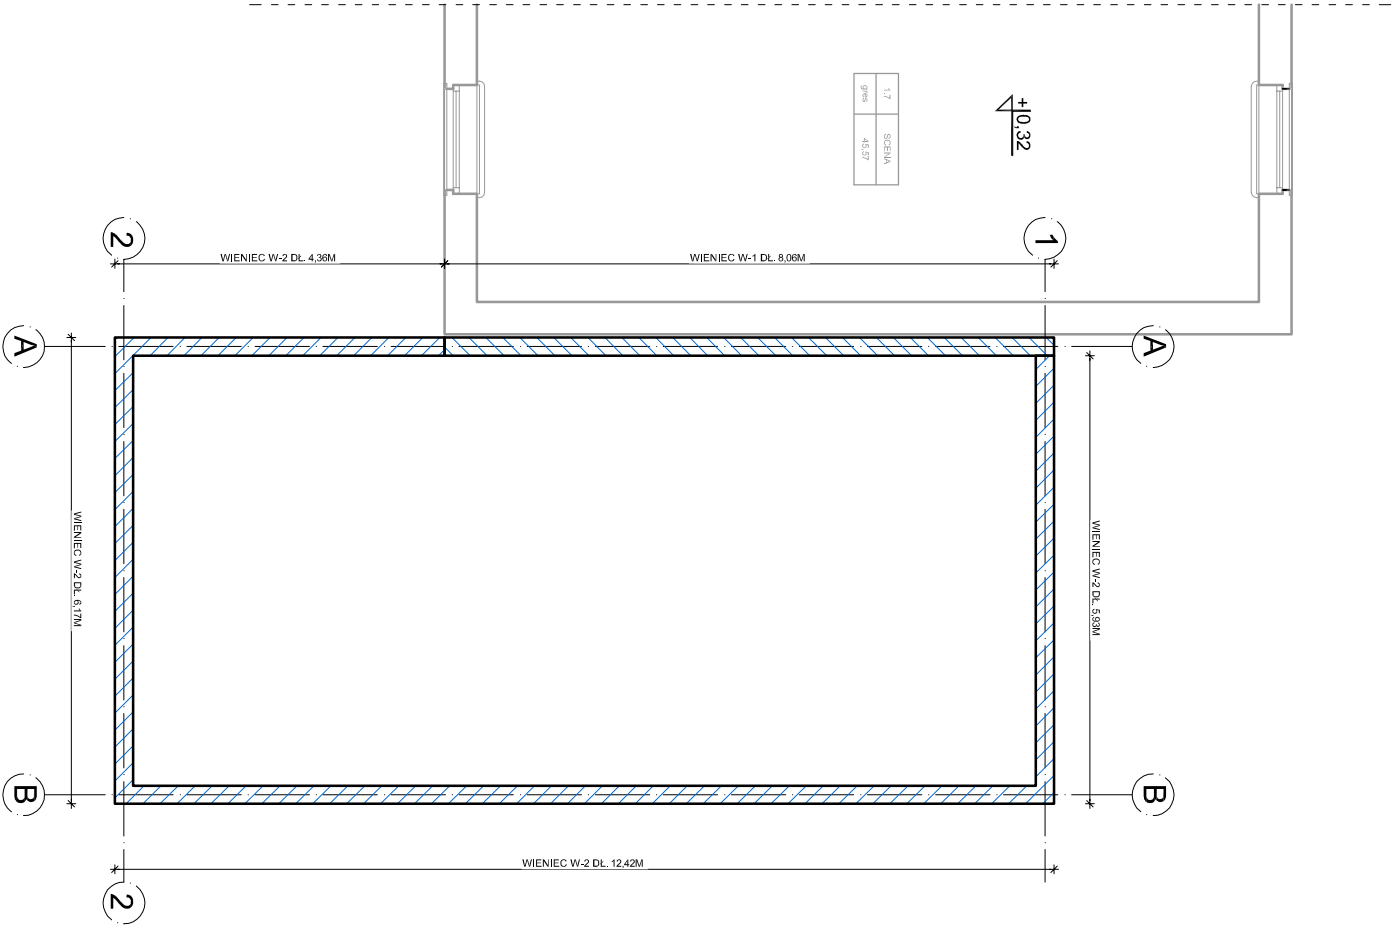 +|0,32
1.7 SCENA
gres 45,57
2
1
WIENIEC W-2 DŁ. 4,36M
WIENIEC W-1 DŁ. 8,06M
A
A
WIENIEC W-2 DŁ. 6,17M
WIENIEC W-2 DŁ. 5,93M
B
B
WIENIEC W-2 DŁ. 12,42M
2